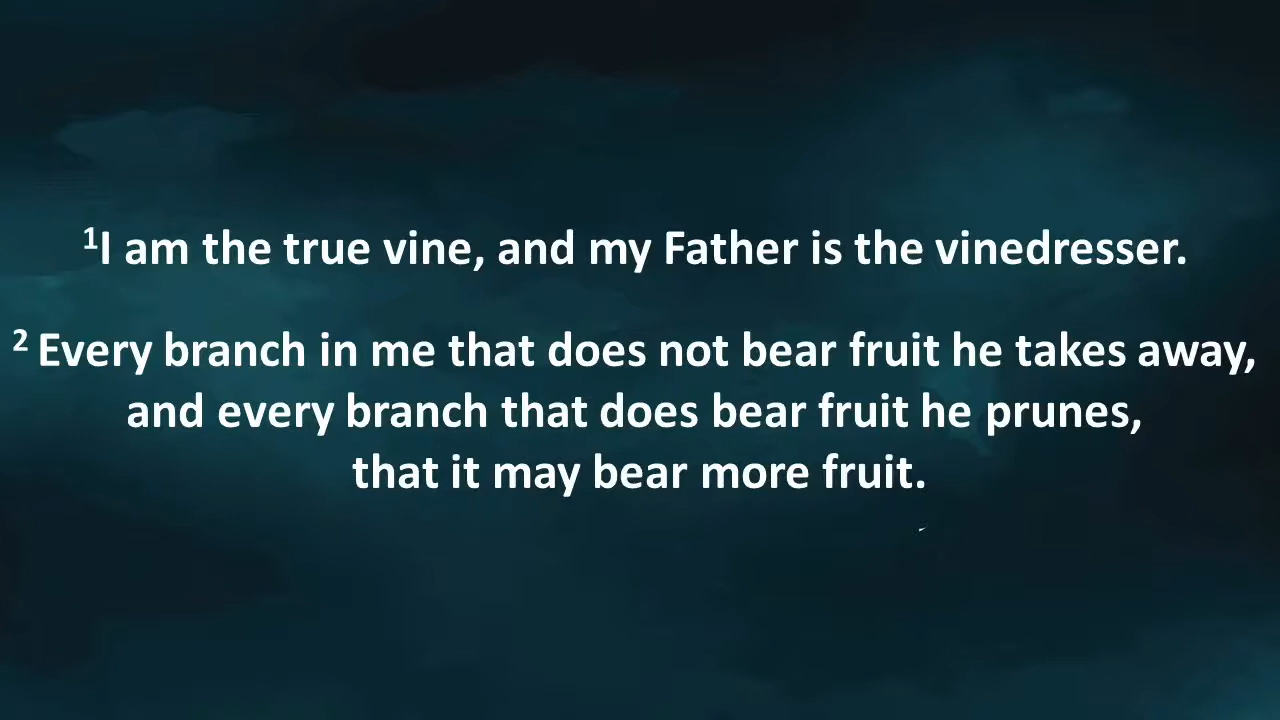 ¹I am the true vine, and my Father is the vinedresser.
² Every branch in me that does not bear fruit he takes away,
and every branch that does bear fruit he prunes,
that it may bear more fruit.